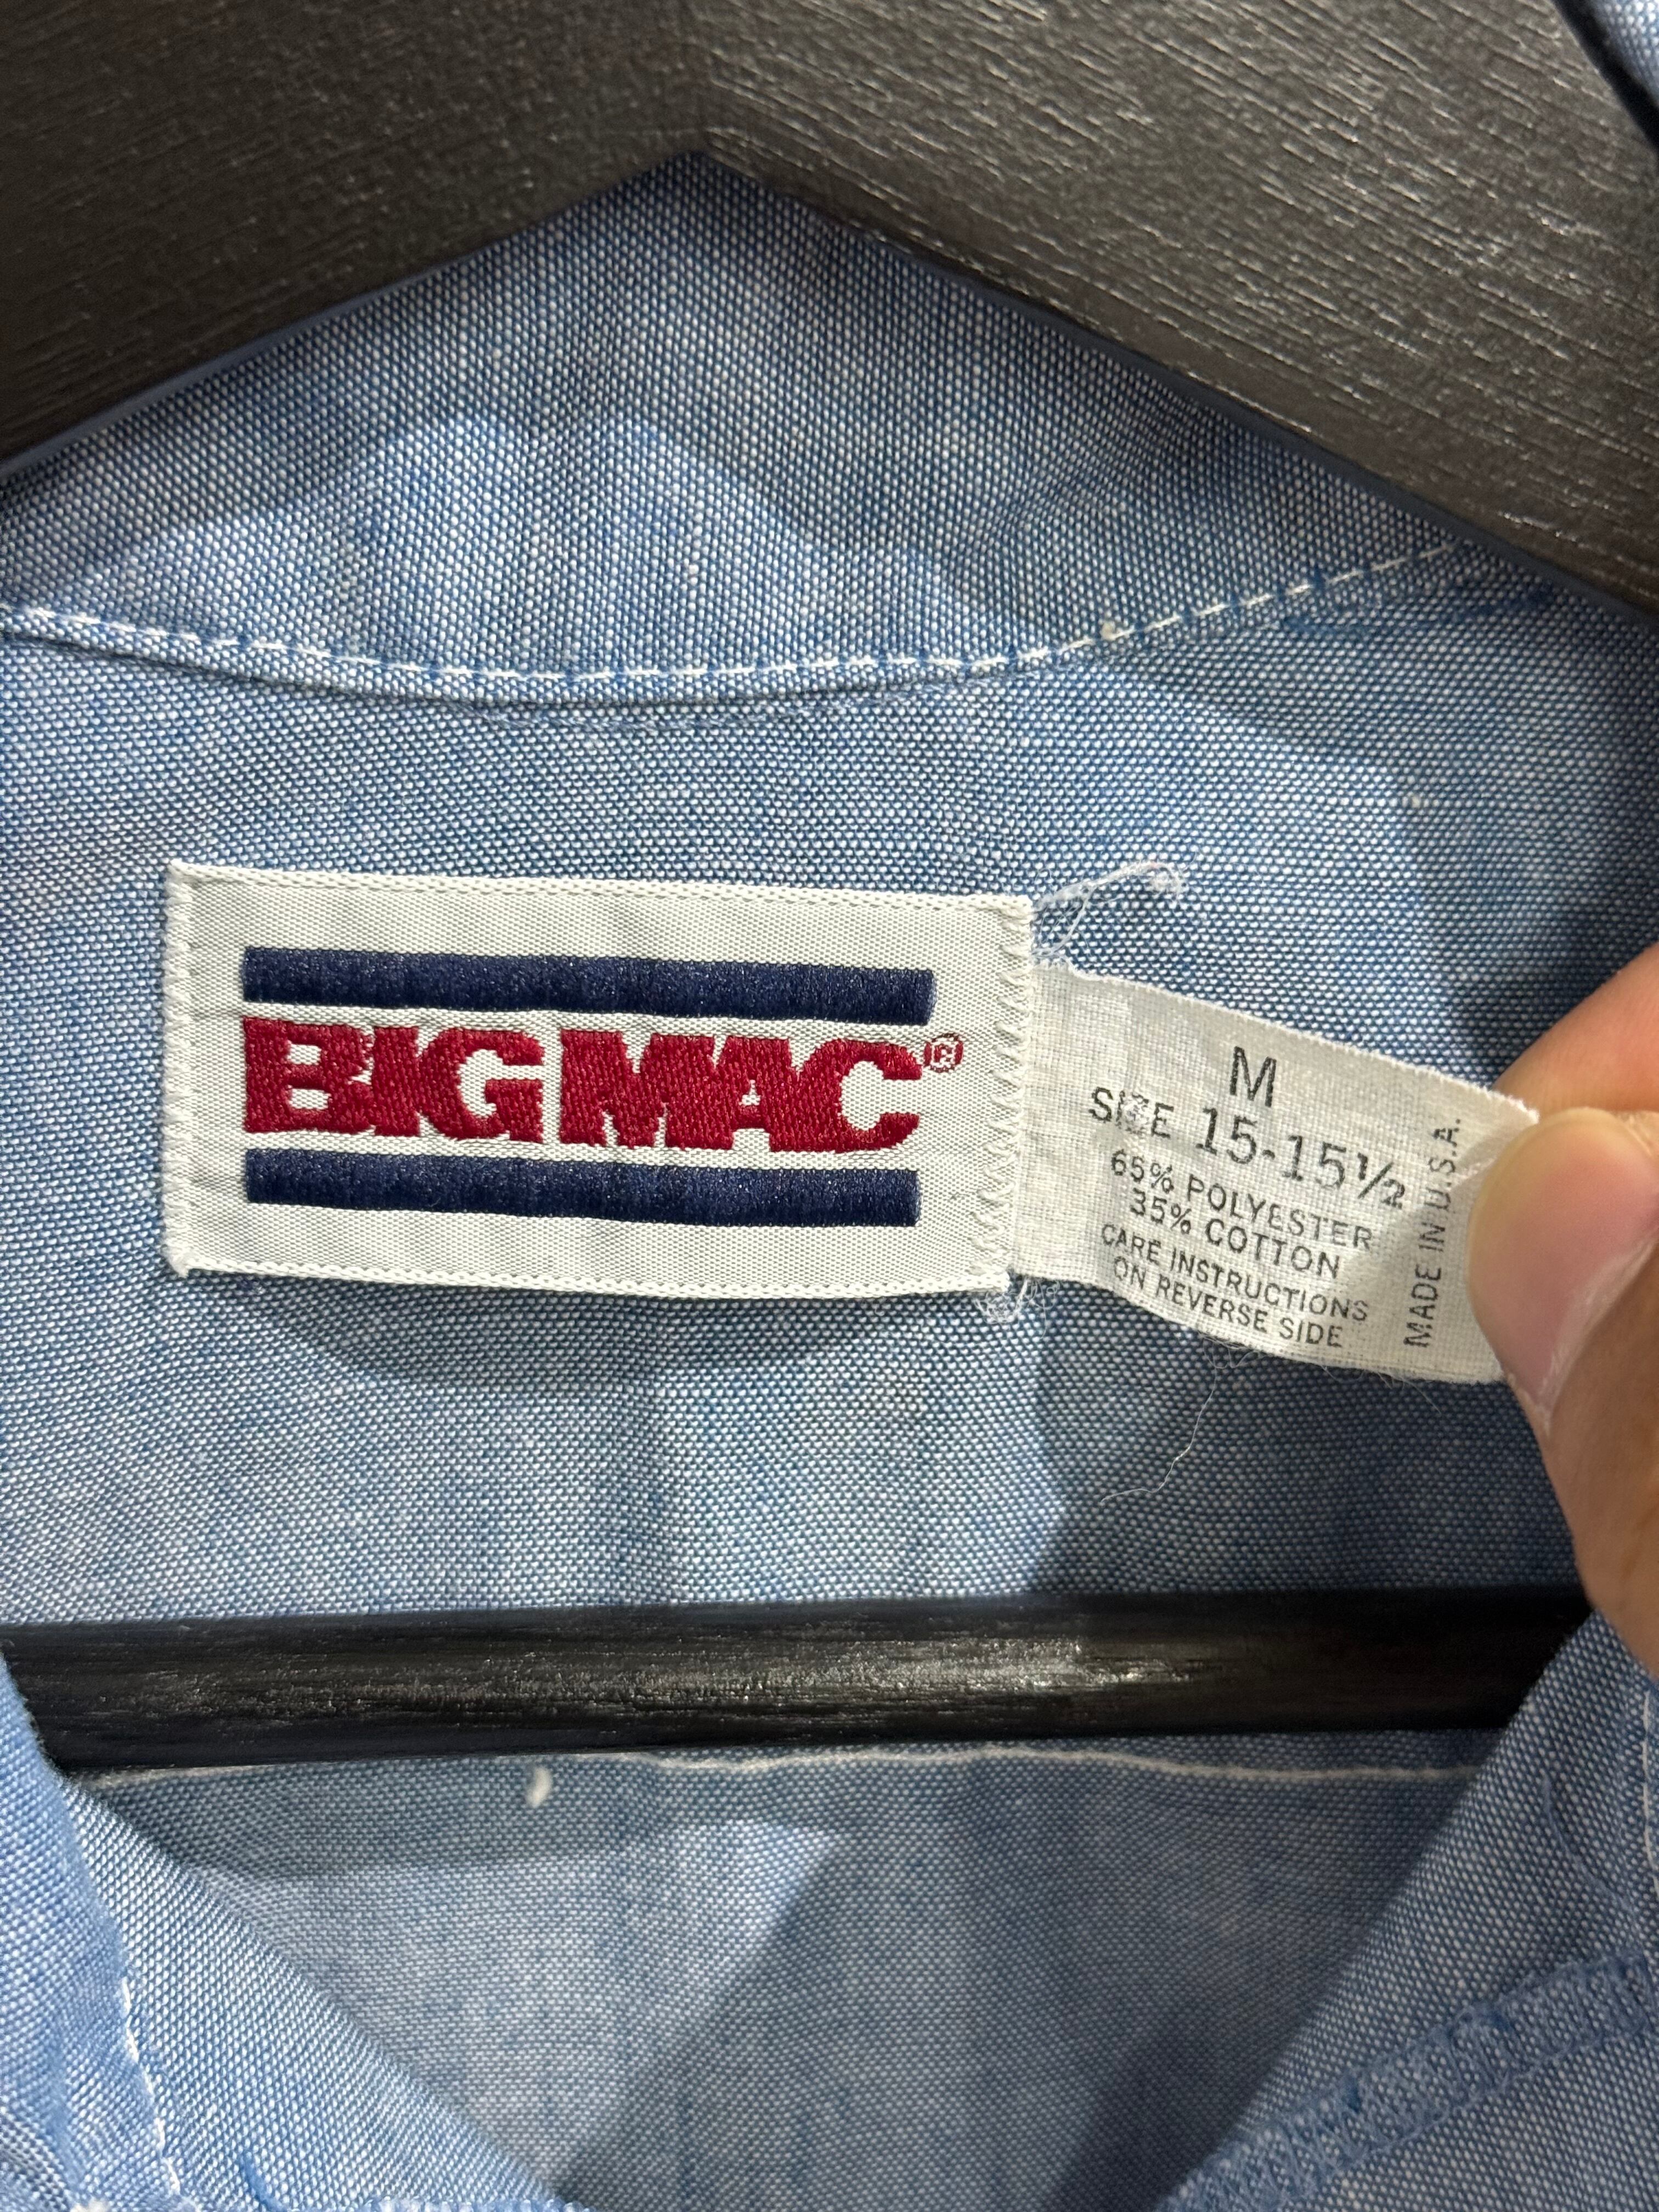 BIG MAC®
M
SIZE 15-15½
65% POLYESTER
35% COTTON
CARE INSTRUCTIONS
ON REVERSE SIDE
MADE IN U.S.A.